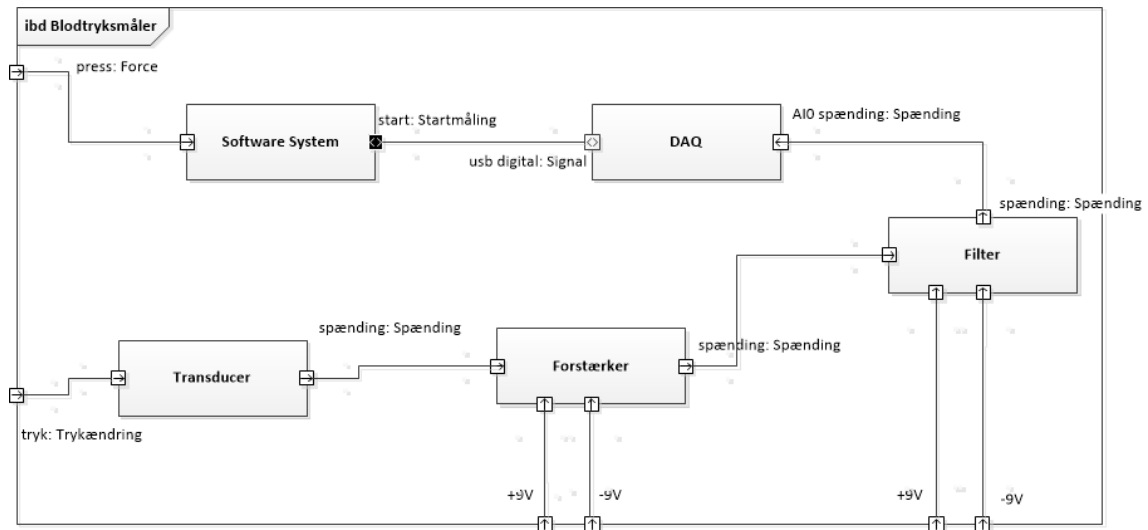 ibd Blodtryksmåler
press: Force
Software System
start: Startmåling
usb digital: Signal
DAQ
AI0 spænding: Spænding
spænding: Spænding
Filter
spænding: Spænding
Transducer
Forstærker
spænding: Spænding
tryk: Trykændring
+9V
-9V
+9V
-9V